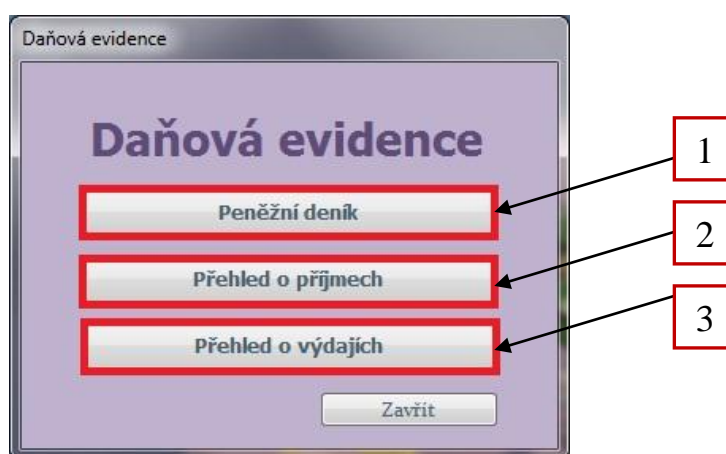 Daňová evidence
Daňová evidence
Peněžní deník
1
Přehled o příjmech
2
Přehled o výdajích
3
Zavřít